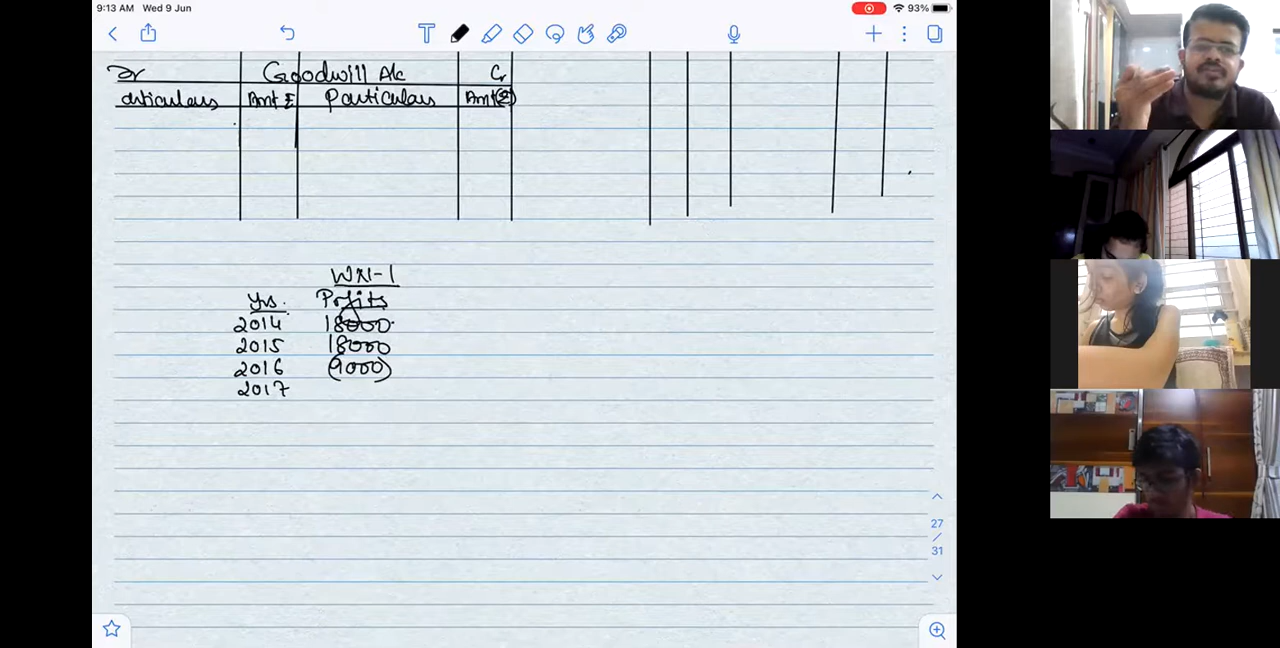 9:13 AM Wed 9 Jun
93%
T
Dr Goodwill A/c Cr
articulars Amt ₹ Particulars Amt(₹)
WN-1
Yrs. Profits
2014 18000
2015 18000
2016 (9000)
2017
27
/
31